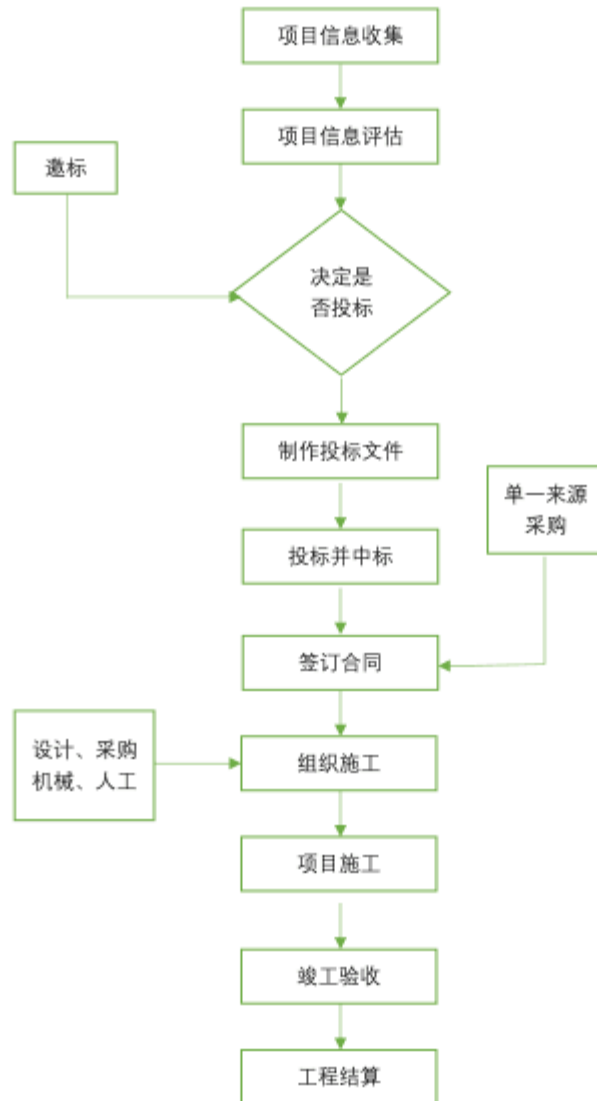 项目信息收集
项目信息评估
邀标
决定是
否投标
制作投标文件
单一来源
采购
投标并中标
签订合同
设计、采购
机械、人工
组织施工
项目施工
竣工验收
工程结算